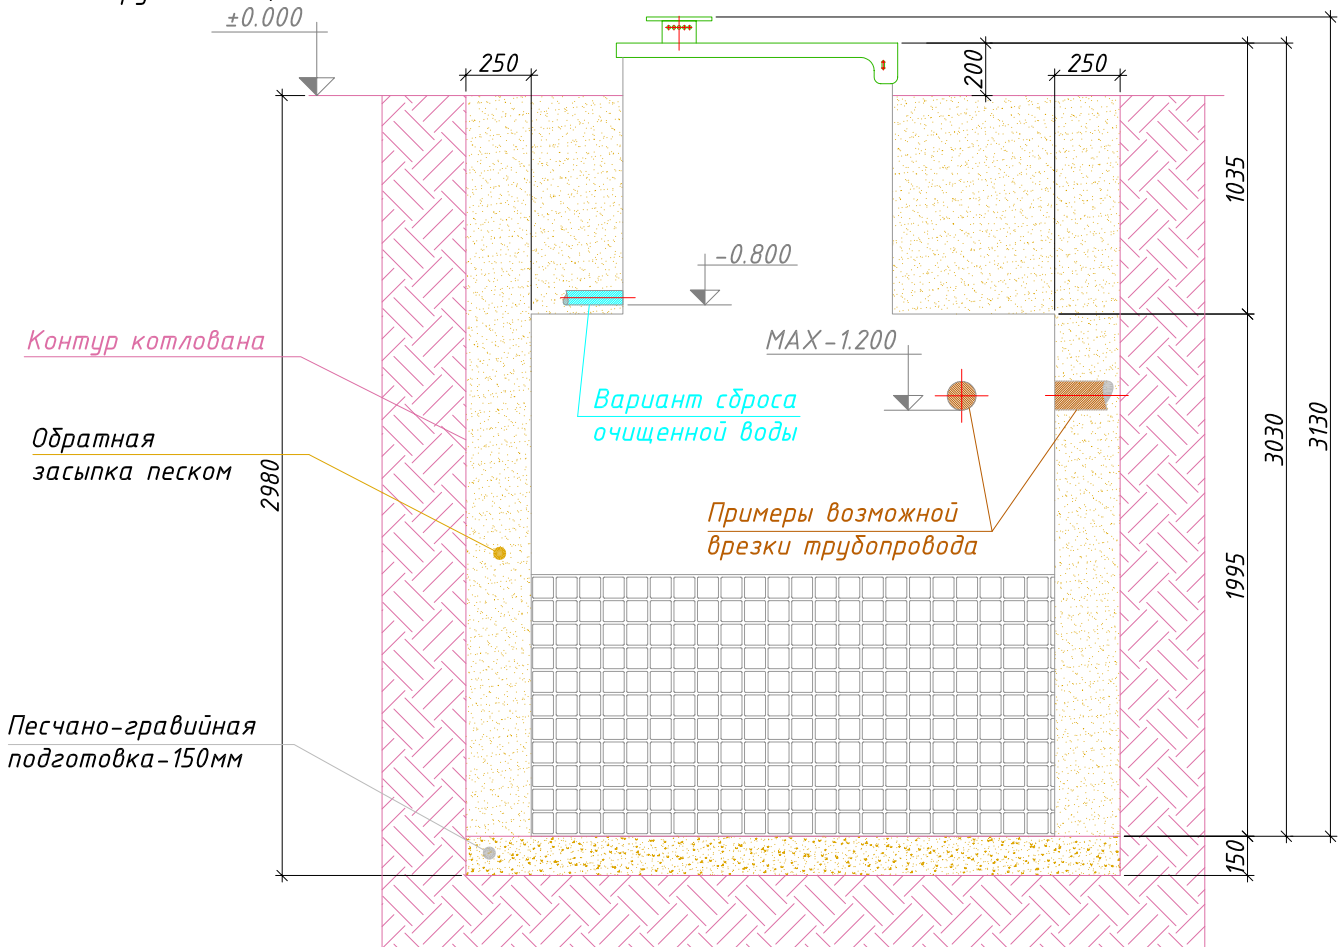 ±0.000
250
200
250
1035
-0.800
MAX-1.200
Контур котлована
Вариант сброса
очищенной воды
Обратная
засыпка песком
2980
3030
3130
Примеры возможной
врезки трубопровода
1995
Песчано-гравийная
подготовка-150мм
150